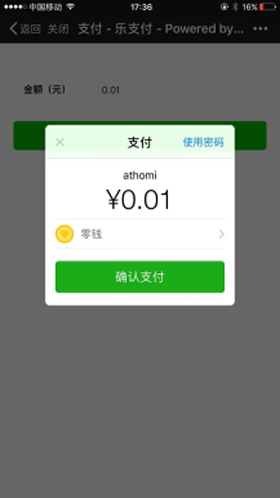 中国移动 17:36 16%
返回 关闭 支付 - 乐支付 - Powered by...
金额（元） 0.01
× 支付 使用密码
athomi
¥0.01
零钱
确认支付